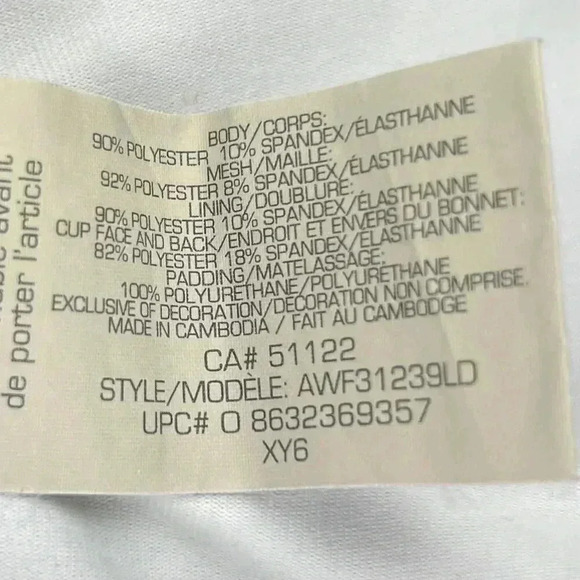 BODY/CORPS:
90% POLYESTER 10% SPANDEX/ÉLASTHANNE
MESH/MAILLE:
92% POLYESTER 8% SPANDEX/ÉLASTHANNE
LINING/DOUBLURE:
90% POLYESTER 10% SPANDEX/ÉLASTHANNE
CUP FACE AND BACK/ENDROIT ET ENVERS DU BONNET:
82% POLYESTER 18% SPANDEX/ÉLASTHANNE
PADDING/MATELASSAGE:
100% POLYURETHANE/POLYURÉTHANE
EXCLUSIVE OF DECORATION/DECORATION NON COMPRISE.
MADE IN CAMBODIA / FAIT AU CAMBODGE
CA# 51122
STYLE/MODÈLE: AWF31239LD
UPC# 0 8632369357
XY6
avant
de porter l'article